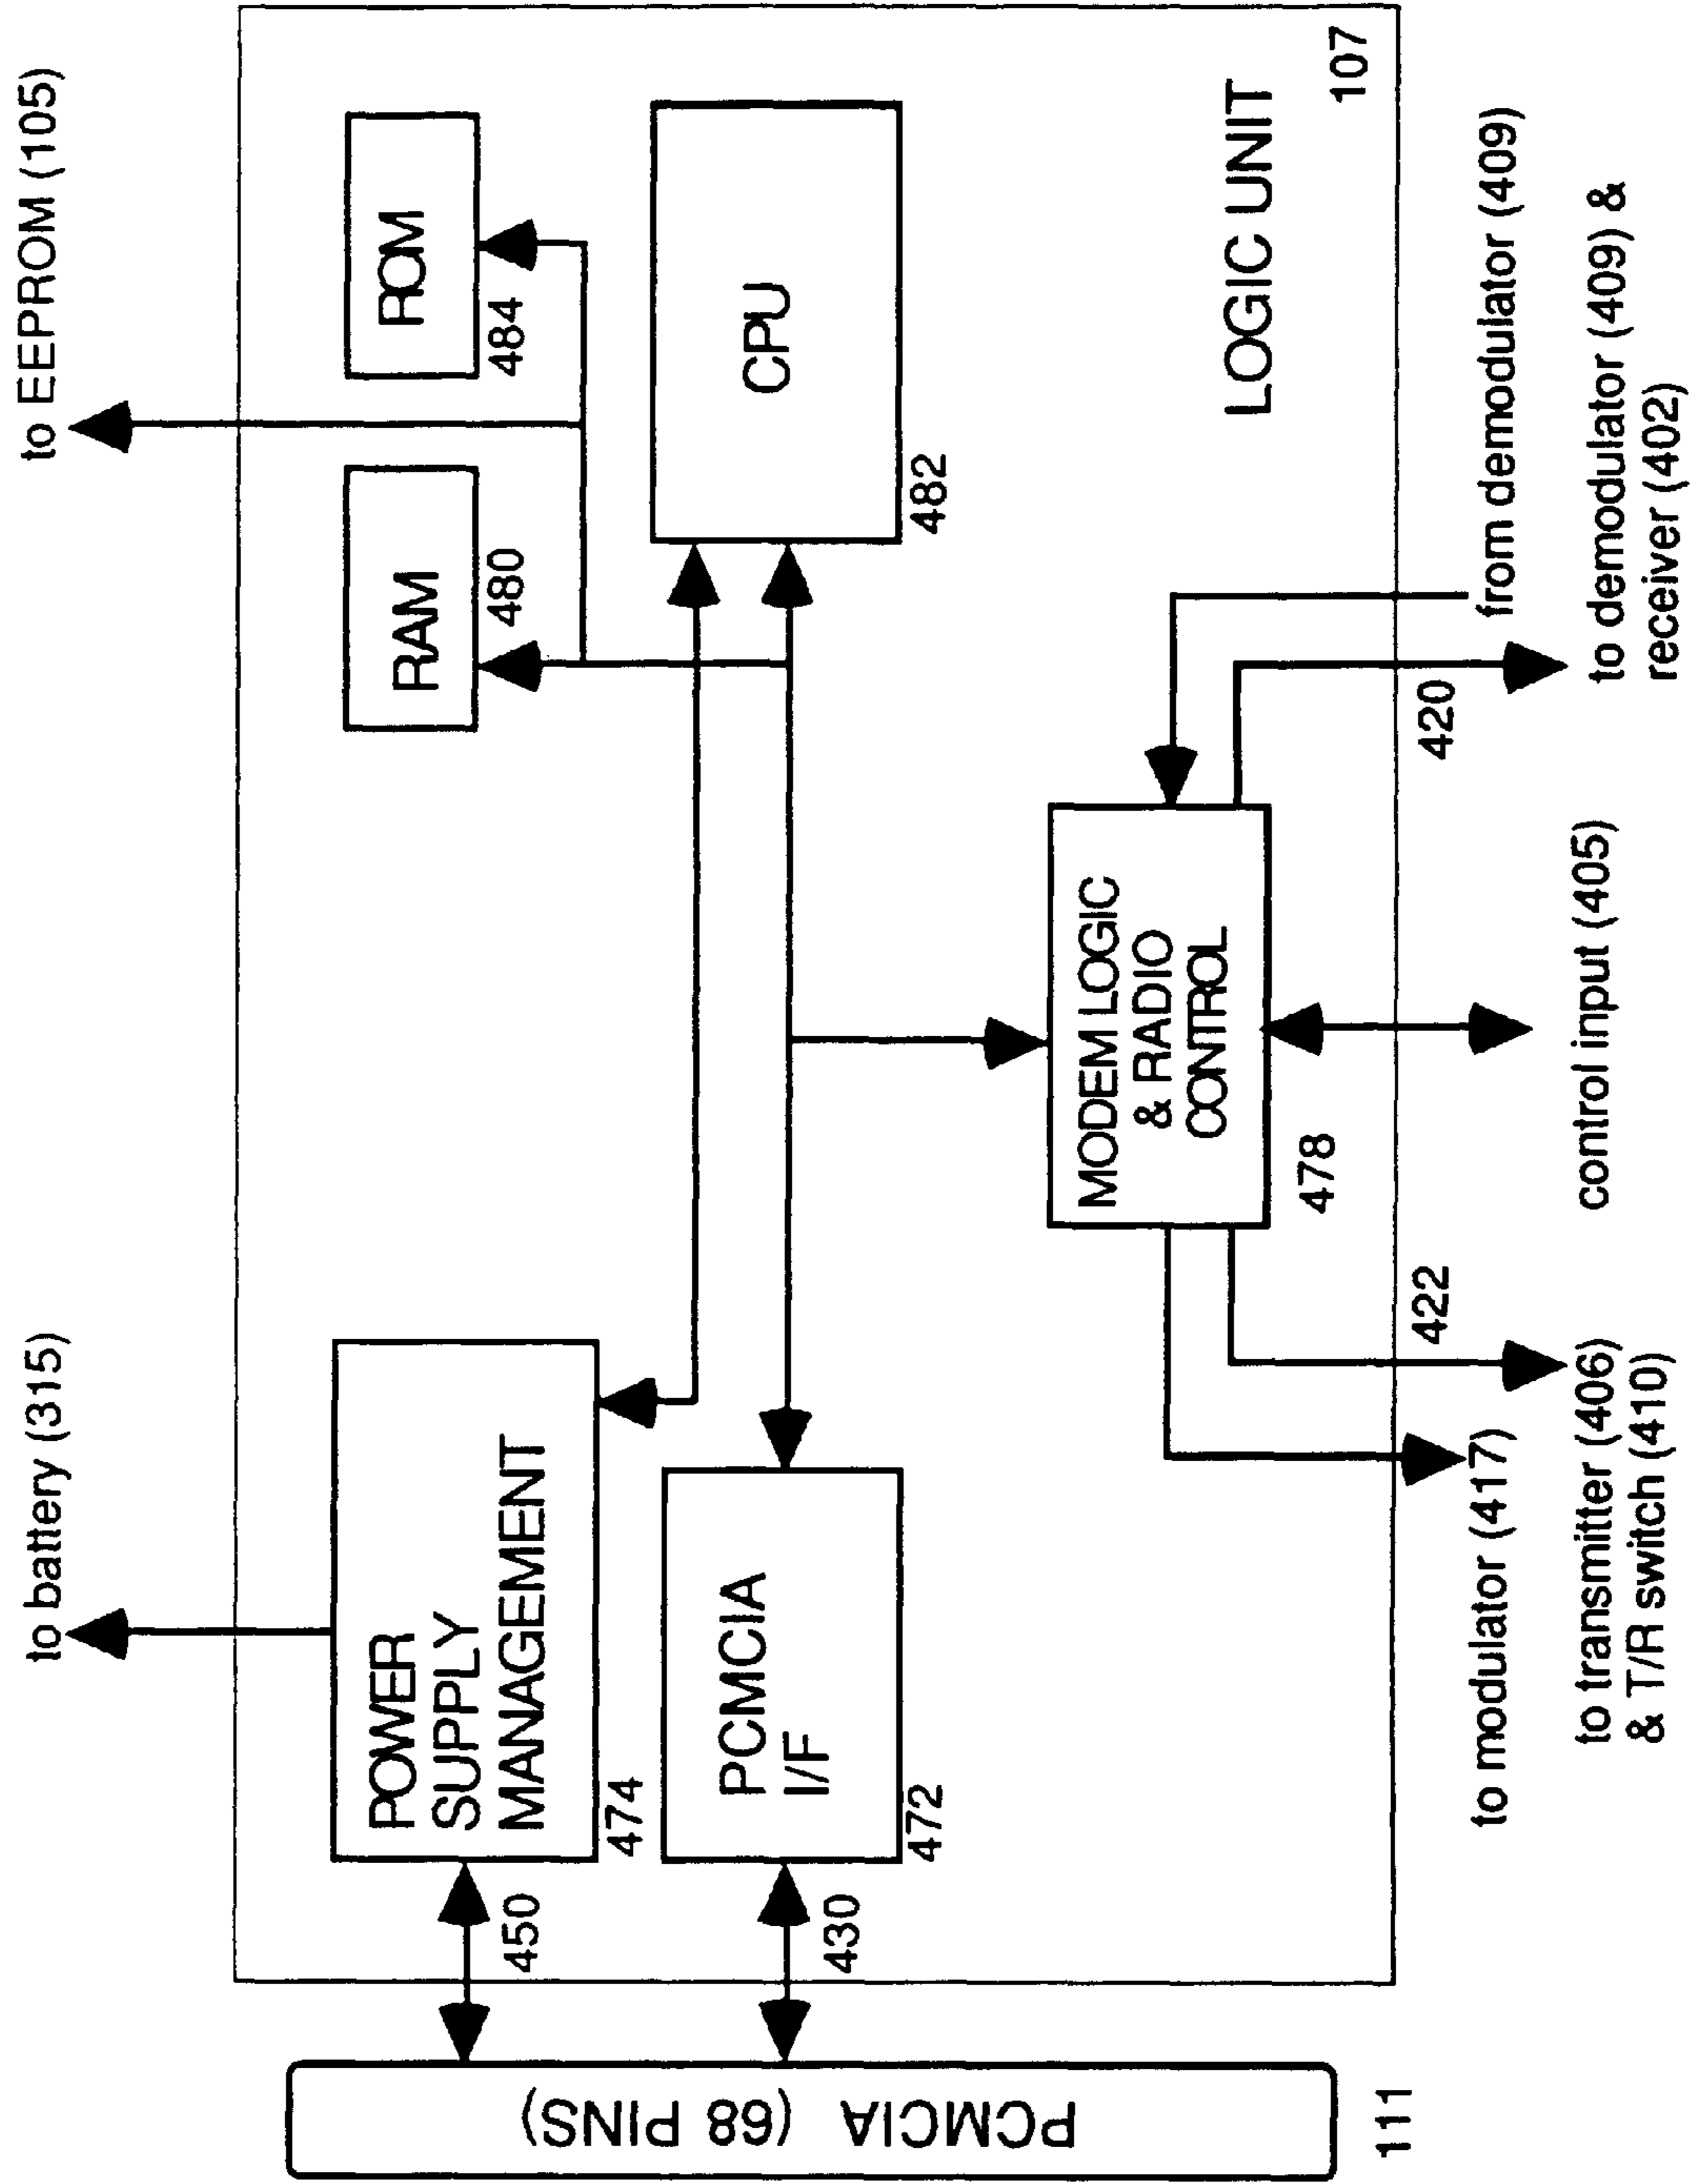 to battery (315)
to EEPROM (105)
POWER
SUPPLY
MANAGEMENT
474
RAM
480
ROM
484
450
PCMCIA
I/F
472
430
CPU
482
PCMCIA (68 PINS)
111
MODEM LOGIC
& RADIO
CONTROL
478
LOGIC UNIT
107
422
420
to modulator (417)
to transmitter (406)
& T/R switch (410)
control input (405)
from demodulator (409)
to demodulator (409) &
receiver (402)